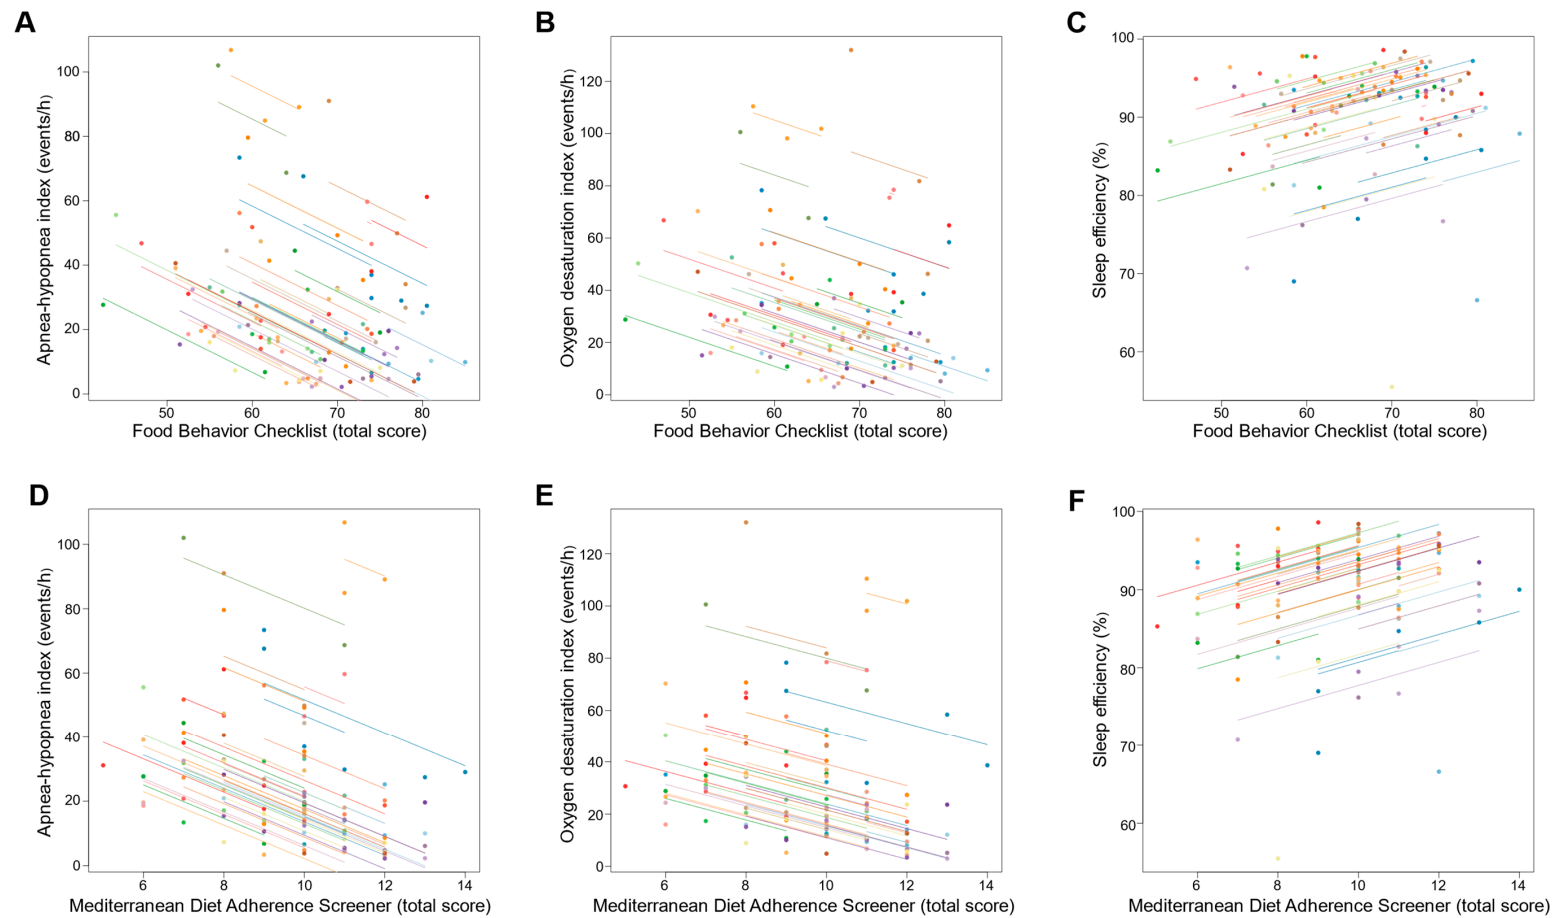 A
B
C
Apnea-hypopnea index (events/h)
100
80
60
40
20
0
50 60 70 80
Food Behavior Checklist (total score)
Oxygen desaturation index (events/h)
120
100
80
60
40
20
0
50 60 70 80
Food Behavior Checklist (total score)
Sleep efficiency (%)
100
90
80
70
60
50 60 70 80
Food Behavior Checklist (total score)
D
E
F
Apnea-hypopnea index (events/h)
100
80
60
40
20
0
6 8 10 12 14
Mediterranean Diet Adherence Screener (total score)
Oxygen desaturation index (events/h)
120
100
80
60
40
20
0
6 8 10 12 14
Mediterranean Diet Adherence Screener (total score)
Sleep efficiency (%)
100
90
80
70
60
6 8 10 12 14
Mediterranean Diet Adherence Screener (total score)